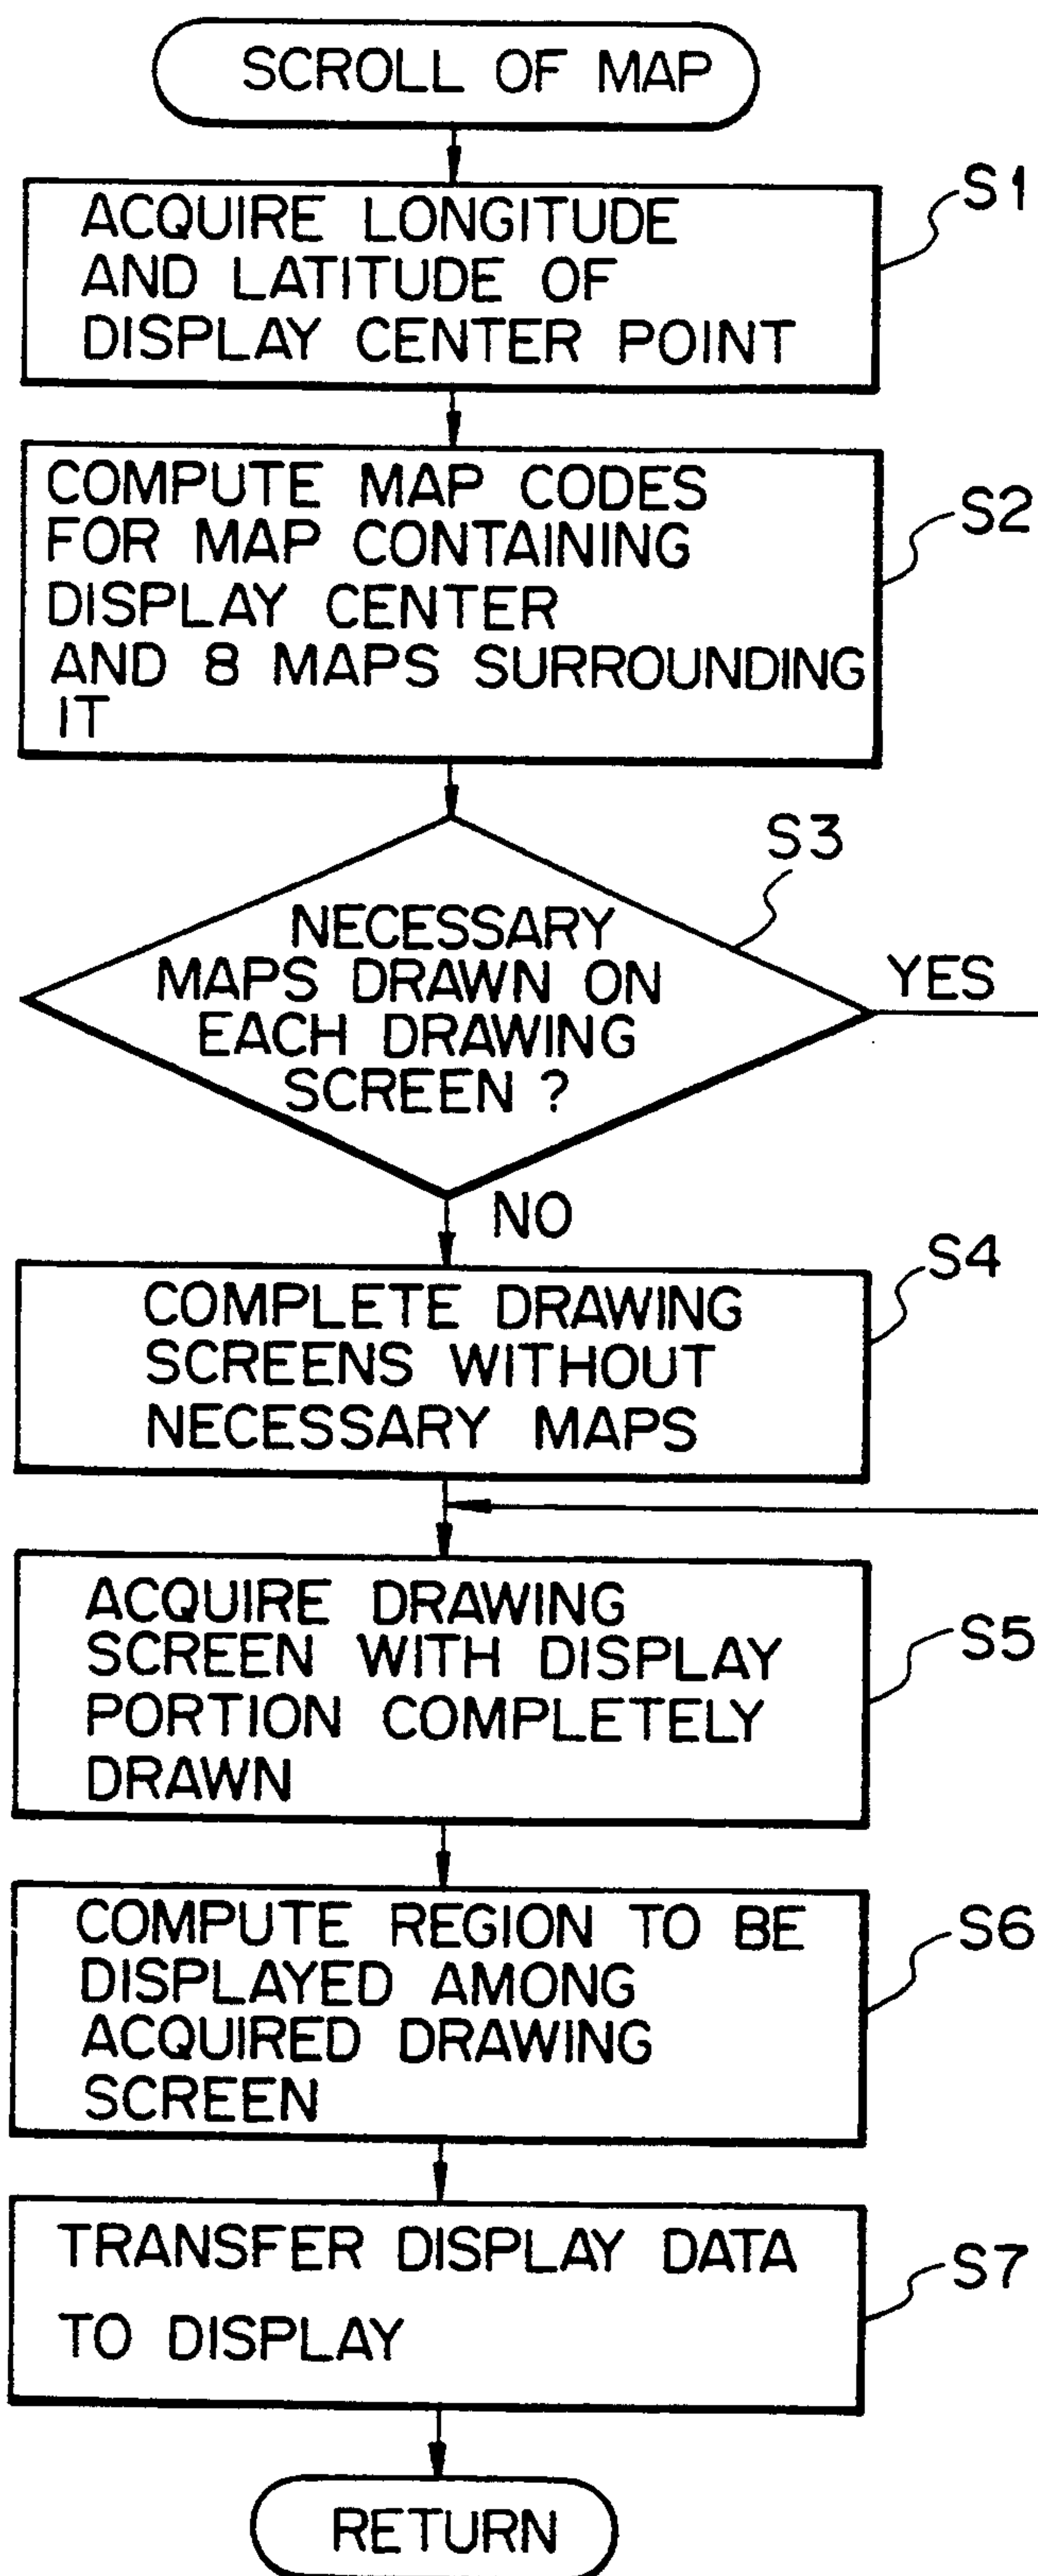 SCROLL OF MAP
S1
ACQUIRE LONGITUDE
AND LATITUDE OF
DISPLAY CENTER POINT
S2
COMPUTE MAP CODES
FOR MAP CONTAINING
DISPLAY CENTER
AND 8 MAPS SURROUNDING
IT
S3
NECESSARY
MAPS DRAWN ON
EACH DRAWING
SCREEN ?
YES
NO
S4
COMPLETE DRAWING
SCREENS WITHOUT
NECESSARY MAPS
S5
ACQUIRE DRAWING
SCREEN WITH DISPLAY
PORTION COMPLETELY
DRAWN
S6
COMPUTE REGION TO BE
DISPLAYED AMONG
ACQUIRED DRAWING
SCREEN
S7
TRANSFER DISPLAY DATA
TO DISPLAY
RETURN